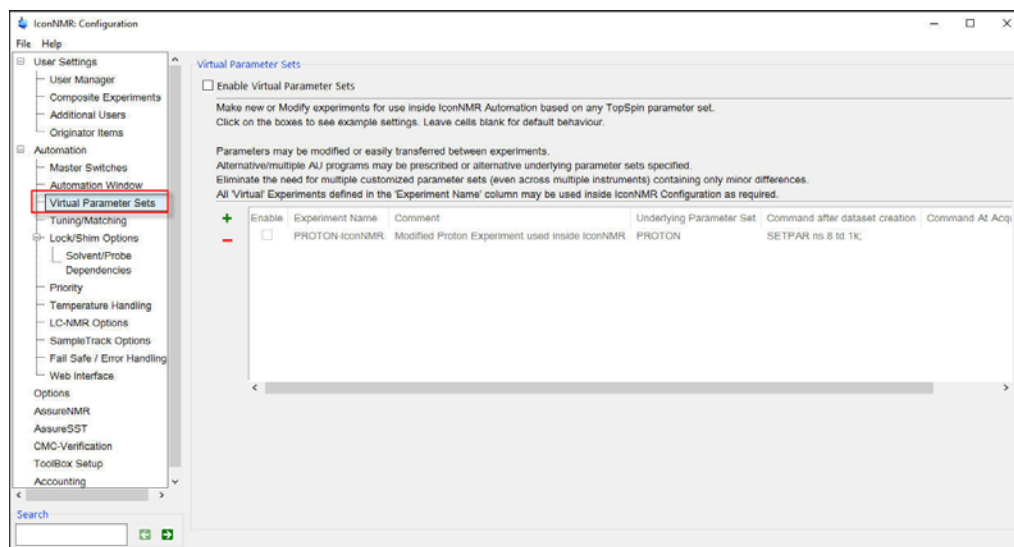 IconNMR: Configuration
File Help
User Settings
User Manager
Composite Experiments
Additional Users
Originator Items
Automation
Master Switches
Automation Window
Virtual Parameter Sets
Tuning/Matching
Lock/Shim Options
Solvent/Probe
Dependencies
Priority
Temperature Handling
LC-NMR Options
SampleTrack Options
Fail Safe / Error Handling
Web Interface
Options
AssureNMR
AssureSST
CMC-Verification
ToolBox Setup
Accounting
Search
Virtual Parameter Sets
Enable Virtual Parameter Sets
Make new or Modify experiments for use inside IconNMR Automation based on any TopSpin parameter set.
Click on the boxes to see example settings. Leave cells blank for default behaviour.
Parameters may be modified or easily transferred between experiments.
Alternative/multiple AU programs may be prescribed or alternative underlying parameter sets specified.
Eliminate the need for multiple customized parameter sets (even across multiple instruments) containing only minor differences.
All 'Virtual' Experiments defined in the 'Experiment Name' column may be used inside IconNMR Configuration as required.
Enable Experiment Name Comment Underlying Parameter Set Command after dataset creation Command At Acqu
PROTON-IconNMR Modified Proton Experiment used inside IconNMR PROTON SETPAR ns 8 td 1k;